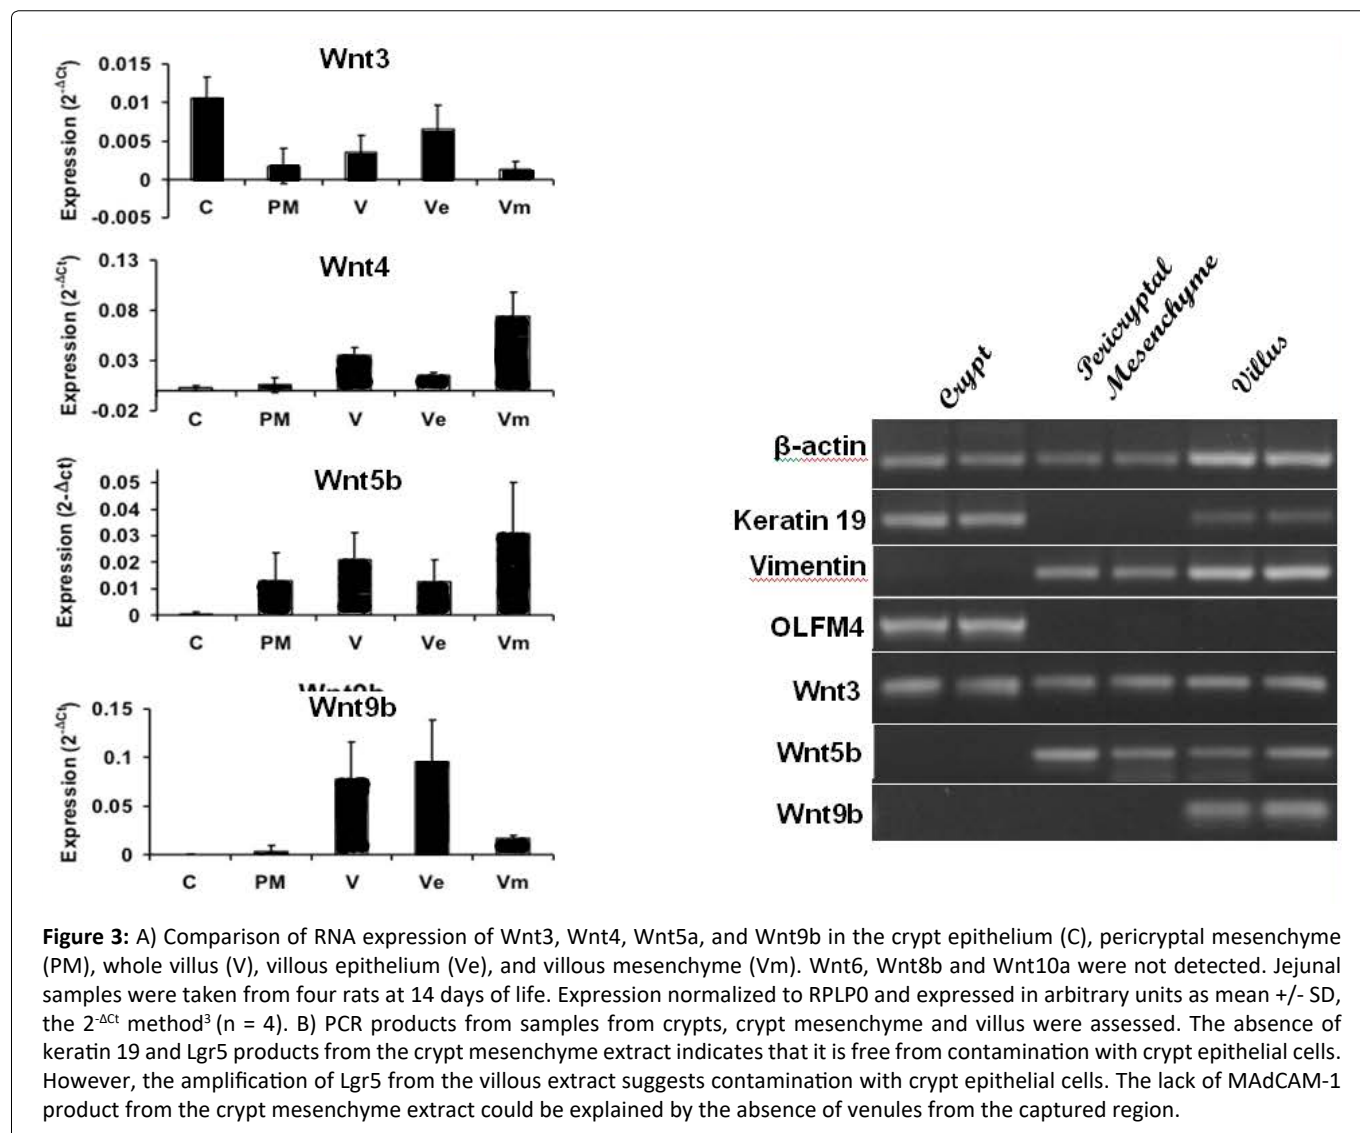 Wnt3
Expression (2^-ΔCt)
0.015
0.01
0.005
0
-0.005
C PM V Ve Vm
Wnt4
Expression (2^-ΔCt)
0.13
0.08
0.03
-0.02
C PM V Ve Vm
Wnt5b
Expression (2-Δct)
0.05
0.04
0.03
0.02
0.01
0
C PM V Ve Vm
Wnt9b
Expression (2^-ΔCt)
0.15
0.1
0.05
0
C PM V Ve Vm
Crypt
Pericryptal
Mesenchyme
Villus
β-actin
Keratin 19
Vimentin
OLFM4
Wnt3
Wnt5b
Wnt9b
Figure 3: A) Comparison of RNA expression of Wnt3, Wnt4, Wnt5a, and Wnt9b in the crypt epithelium (C), pericryptal mesenchyme
(PM), whole villus (V), villous epithelium (Ve), and villous mesenchyme (Vm). Wnt6, Wnt8b and Wnt10a were not detected. Jejunal
samples were taken from four rats at 14 days of life. Expression normalized to RPLP0 and expressed in arbitrary units as mean +/- SD,
the 2^-ΔCt method³ (n = 4). B) PCR products from samples from crypts, crypt mesenchyme and villus were assessed. The absence of
keratin 19 and Lgr5 products from the crypt mesenchyme extract indicates that it is free from contamination with crypt epithelial cells.
However, the amplification of Lgr5 from the villous extract suggests contamination with crypt epithelial cells. The lack of MAdCAM-1
product from the crypt mesenchyme extract could be explained by the absence of venules from the captured region.